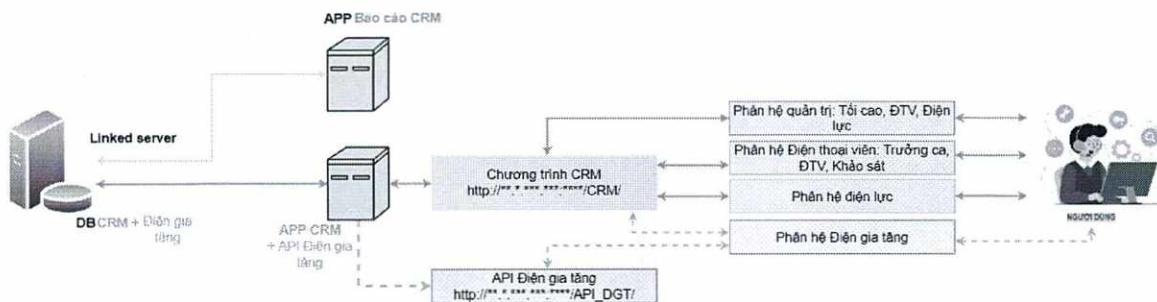 APP Bao cáo CRM
Linked server
DB CRM + Điện gia
tăng
APP CRM
+ API Điện gia
tăng
Chương trình CRM
http://**.*.***.***:****/CRM/
API Điện gia tăng
http://**.*.***.***:****/API_DGT/
Phân hệ quản trị: Tối cao, ĐTV, Điện
lực
Phân hệ Điện thoại viên: Trưởng ca,
ĐTV, Khảo sát
Phân hệ điện lực
Phân hệ Điện gia tăng
NGƯỜI DÙNG